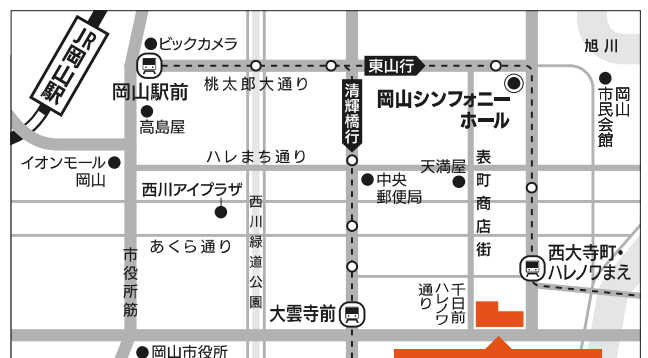 JR岡山駅
ビックカメラ
岡山駅前
高島屋
桃太郎大通り
東山行
清輝橋行
岡山シンフォニー
ホール
旭川
岡山
市民会館
イオンモール
岡山
ハレまち通り
中央
郵便局
天満屋
表町商店街
西川アイプラザ
西川緑道公園
あくら通り
市役所筋
大雲寺前
千日前
ハレノワ
通り
西大寺町・
ハレノワまえ
岡山市役所